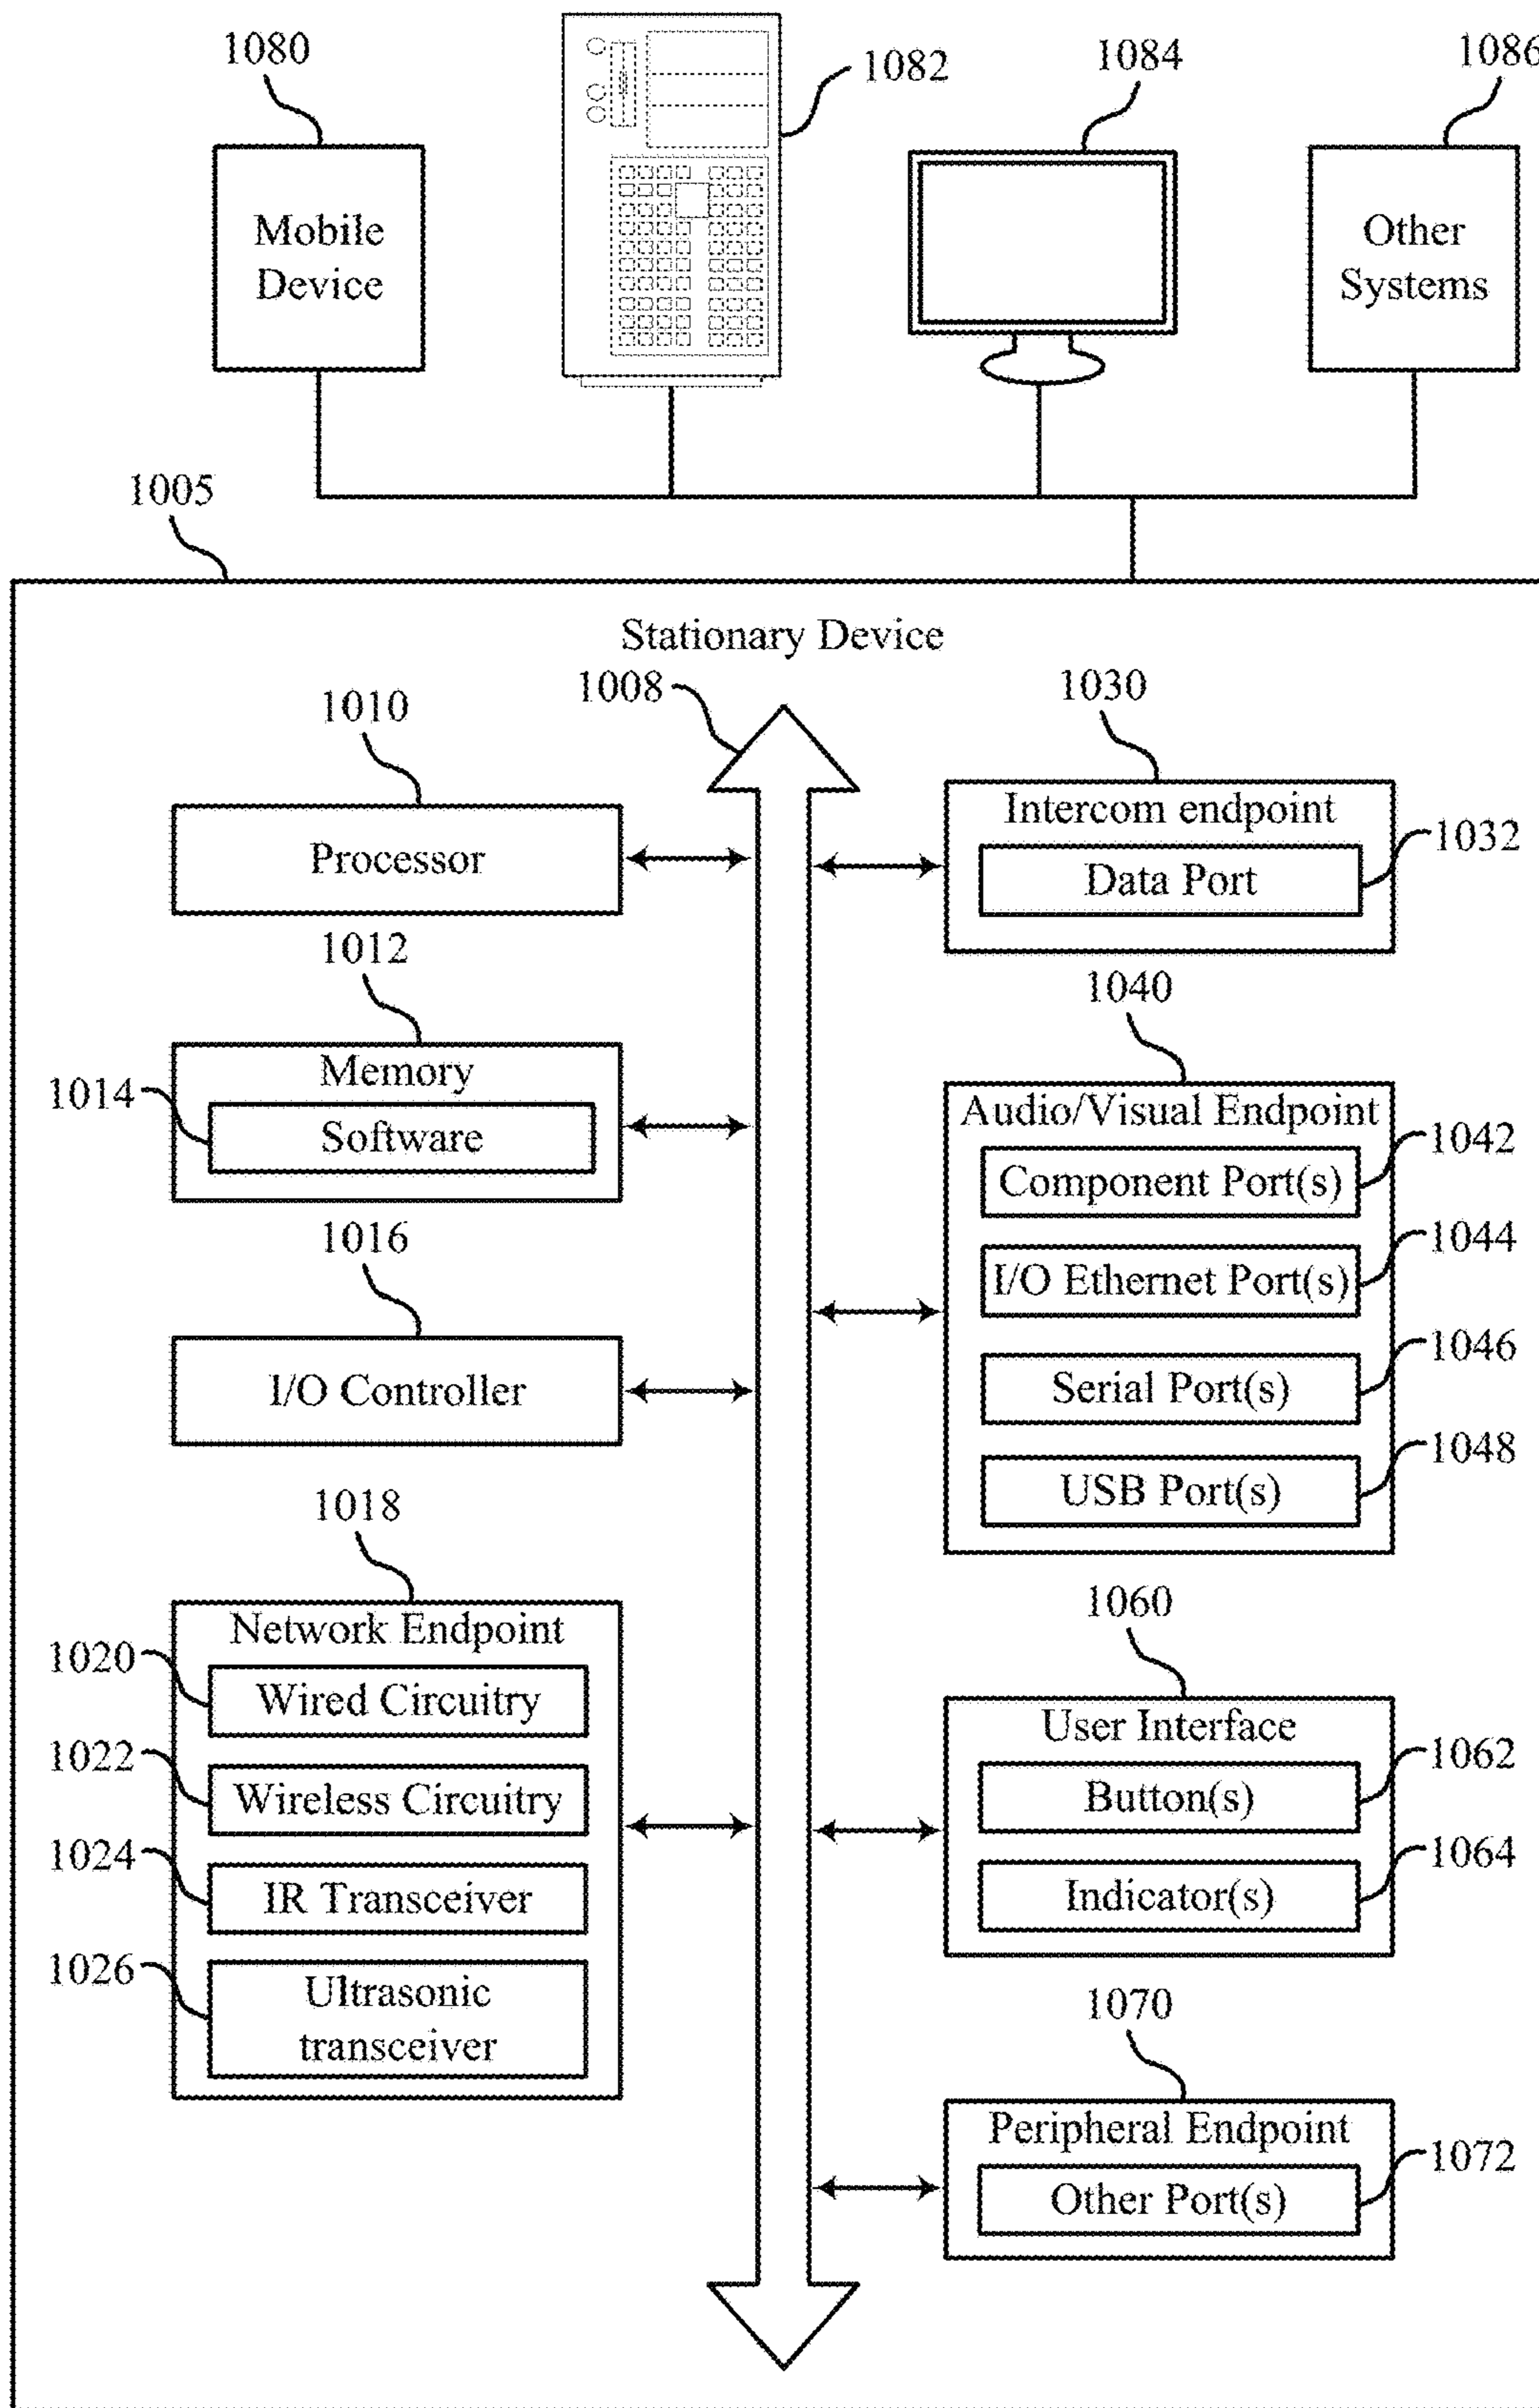 1080
1082
1084
1086
Mobile
Device
Other
Systems
1005
Stationary Device
1008
1010
Processor
1012
Memory
1014
Software
1016
I/O Controller
1018
Network Endpoint
1020
Wired Circuitry
1022
Wireless Circuitry
1024
IR Transceiver
1026
Ultrasonic
transceiver
1030
Intercom endpoint
1032
Data Port
1040
Audio/Visual Endpoint
1042
Component Port(s)
1044
I/O Ethernet Port(s)
1046
Serial Port(s)
1048
USB Port(s)
1060
User Interface
1062
Button(s)
1064
Indicator(s)
1070
Peripheral Endpoint
1072
Other Port(s)